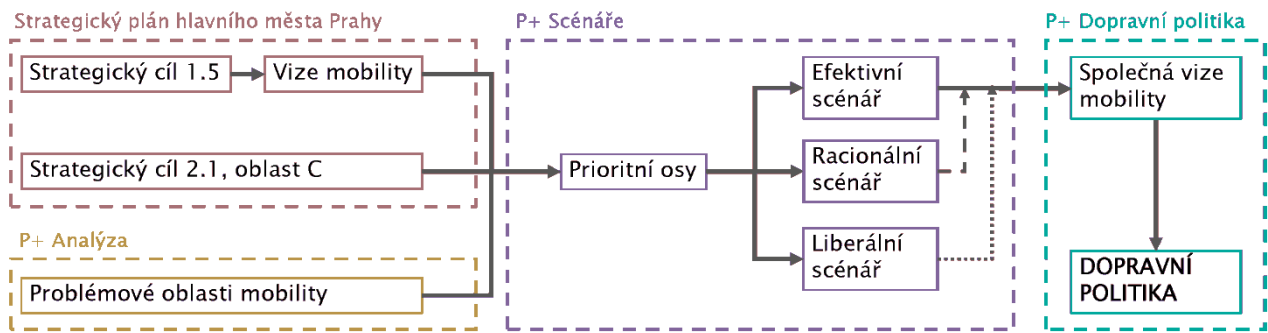 Strategický plán hlavního města Prahy
Strategický cíl 1.5
Vize mobility
Strategický cíl 2.1, oblast C
P+ Analýza
Problémové oblasti mobility
P+ Scénáře
Prioritní osy
Efektivní
scénář
Racionální
scénář
Liberální
scénář
P+ Dopravní politika
Společná vize
mobility
DOPRAVNÍ
POLITIKA